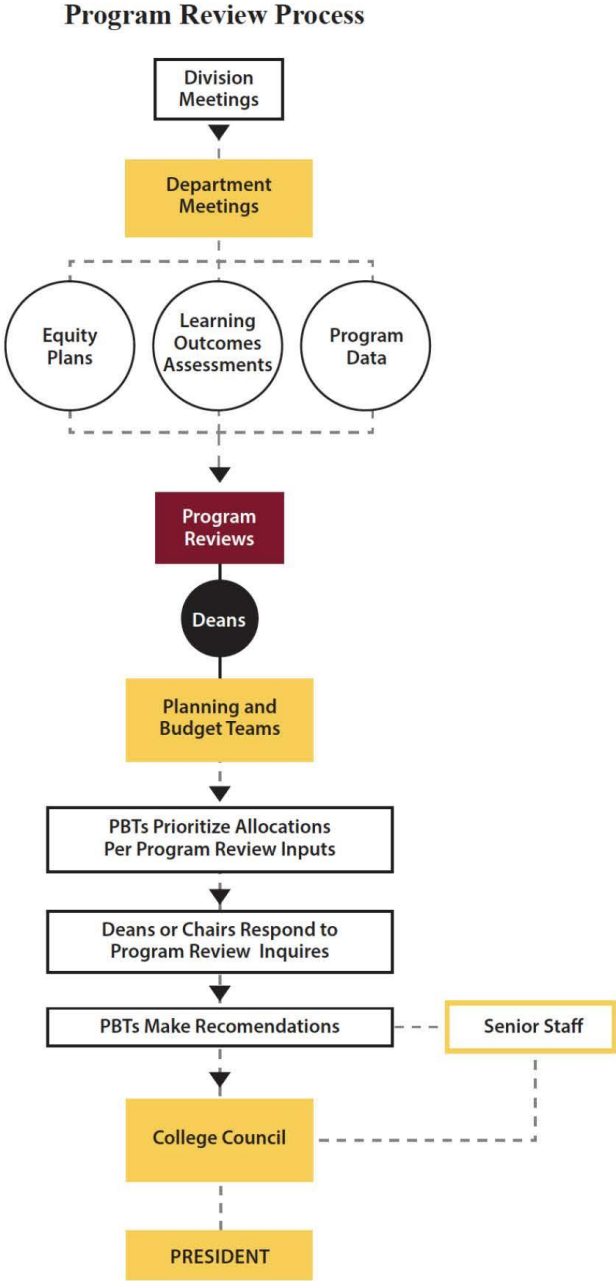 Program Review Process
Division
Meetings
Department
Meetings
Equity
Plans
Learning
Outcomes
Assessments
Program
Data
Program
Reviews
Deans
Planning and
Budget Teams
PBTs Prioritize Allocations
Per Program Review Inputs
Deans or Chairs Respond to
Program Review Inquires
PBTs Make Recomendations
Senior Staff
College Council
PRESIDENT